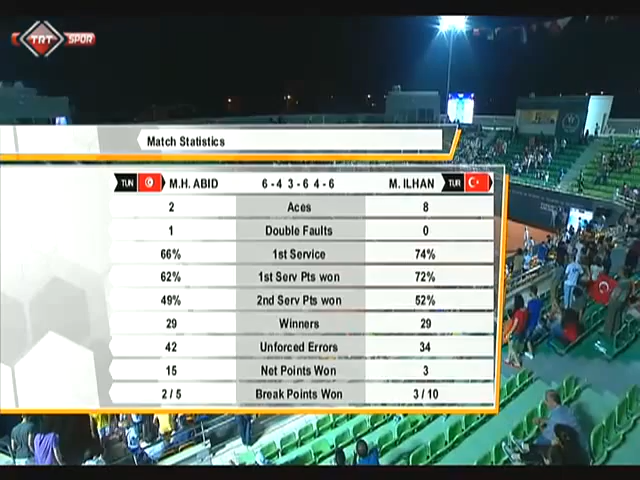 TRT SPOR
Match Statistics
TUN M.H. ABID 6 - 4 3 - 6 4 - 6 M. ILHAN TUR
2 Aces 8
1 Double Faults 0
66% 1st Service 74%
62% 1st Serv Pts won 72%
49% 2nd Serv Pts won 52%
29 Winners 29
42 Unforced Errors 34
15 Net Points Won 3
2 / 5 Break Points Won 3 / 10